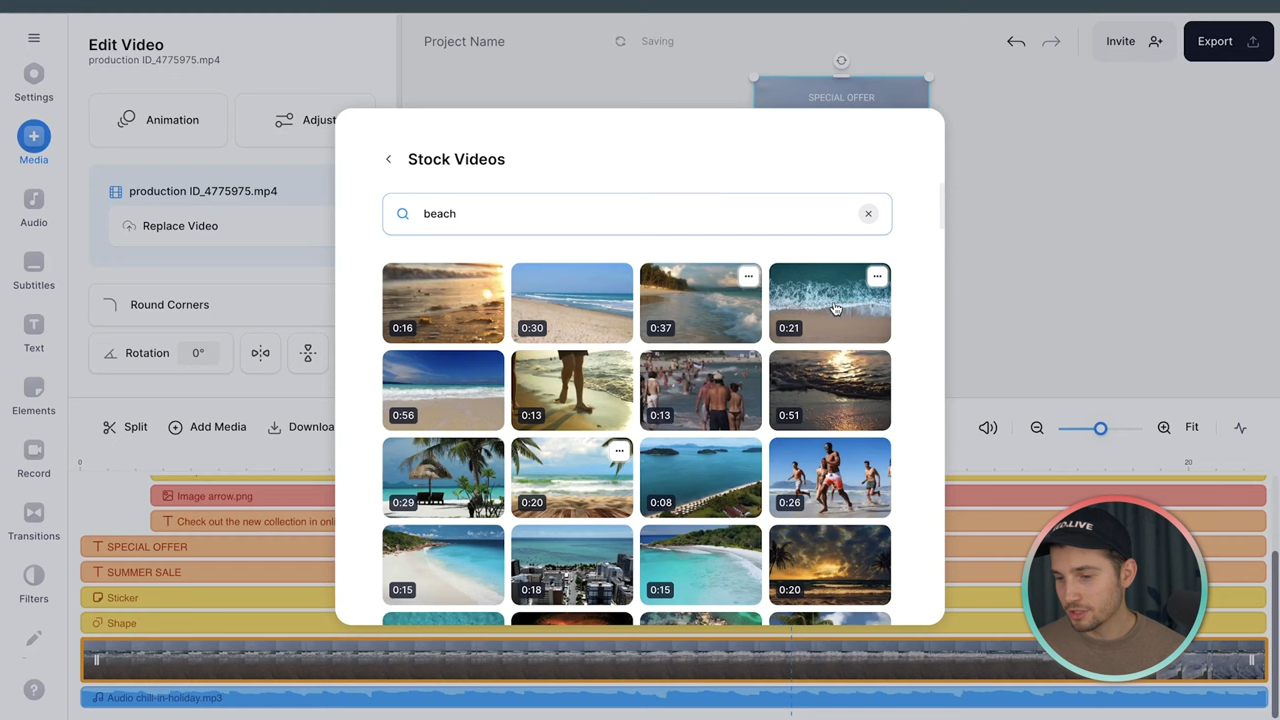 Edit Video
production ID_4775975.mp4
Project Name
Saving
Invite
Export
Settings
Media
Audio
Subtitles
Text
Elements
Record
Transitions
Filters
Animation
Adjust
production ID_4775975.mp4
Replace Video
Round Corners
Rotation
0°
SPECIAL OFFER
Stock Videos
beach
0:16
0:30
0:37
0:21
0:56
0:13
0:13
0:51
0:29
0:20
0:08
0:26
0:15
0:18
0:15
0:20
Split
Add Media
Downloa
Fit
0
20
Image arrow.png
Check out the new collection in onli
SPECIAL OFFER
SUMMER SALE
Sticker
Shape
Audio chill-in-holiday.mp3